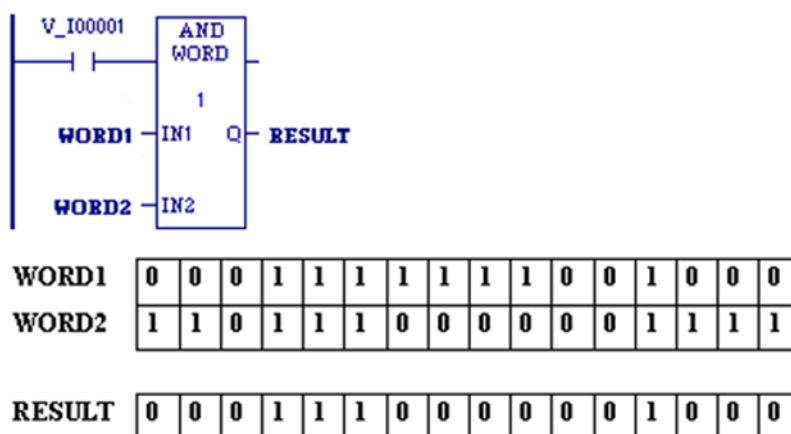 V_I00001
AND
WORD
1
WORD1 IN1 Q RESULT
WORD2 IN2
WORD1 0 0 0 1 1 1 1 1 1 1 0 0 1 0 0 0
WORD2 1 1 0 1 1 1 0 0 0 0 0 0 1 1 1 1
RESULT 0 0 0 1 1 1 0 0 0 0 0 0 1 0 0 0